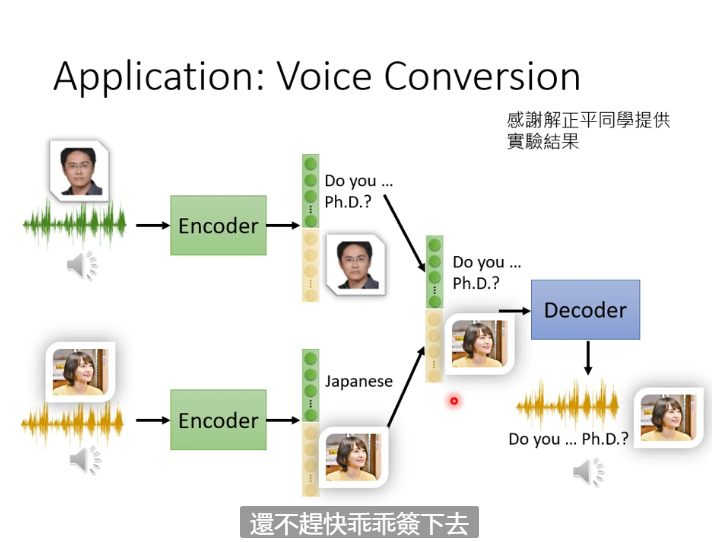 Application: Voice Conversion
感謝解正平同學提供
實驗結果
Encoder
Do you ...
Ph.D.?
Do you ...
Ph.D.?
Decoder
Encoder
Japanese
Do you ... Ph.D.?
還不趕快乖乖簽下去